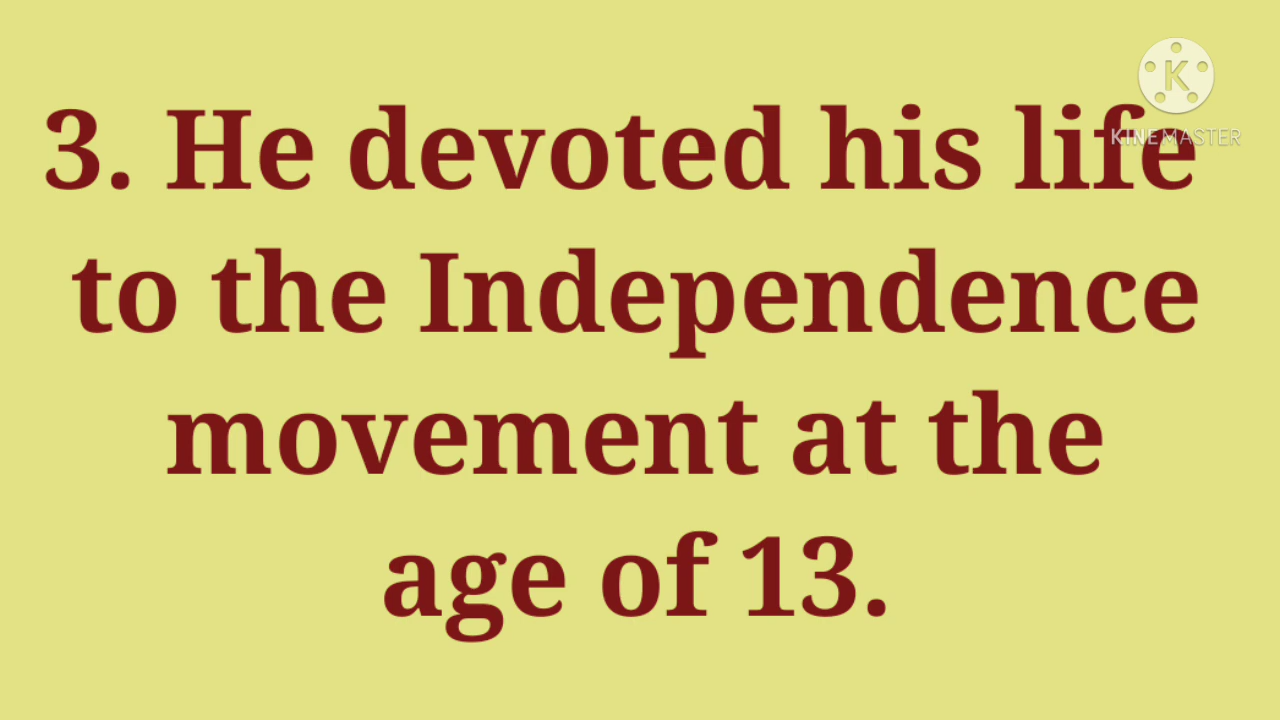 3. He devoted his life
to the Independence
movement at the
age of 13.
K
KINEMASTER